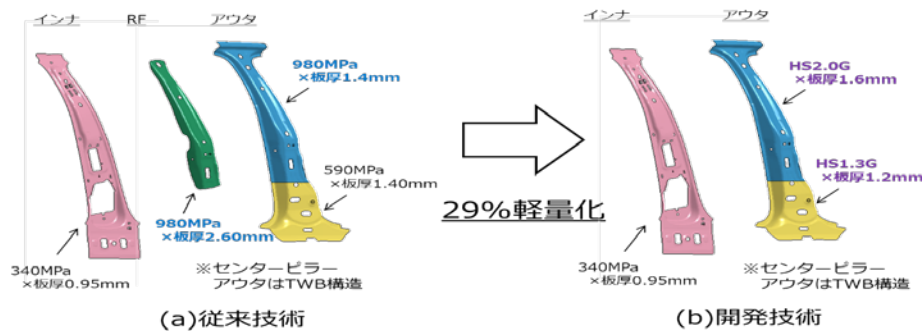 インナ RF アウタ
980MPa
×板厚1.4mm
590MPa
×板厚1.40mm
980MPa
×板厚2.60mm
340MPa
×板厚0.95mm
※センターピラー
アウタはTWB構造
(a)従来技術
29%軽量化
インナ アウタ
HS2.0G
×板厚1.6mm
HS1.3G
×板厚1.2mm
340MPa
×板厚0.95mm
※センターピラー
アウタはTWB構造
(b)開発技術